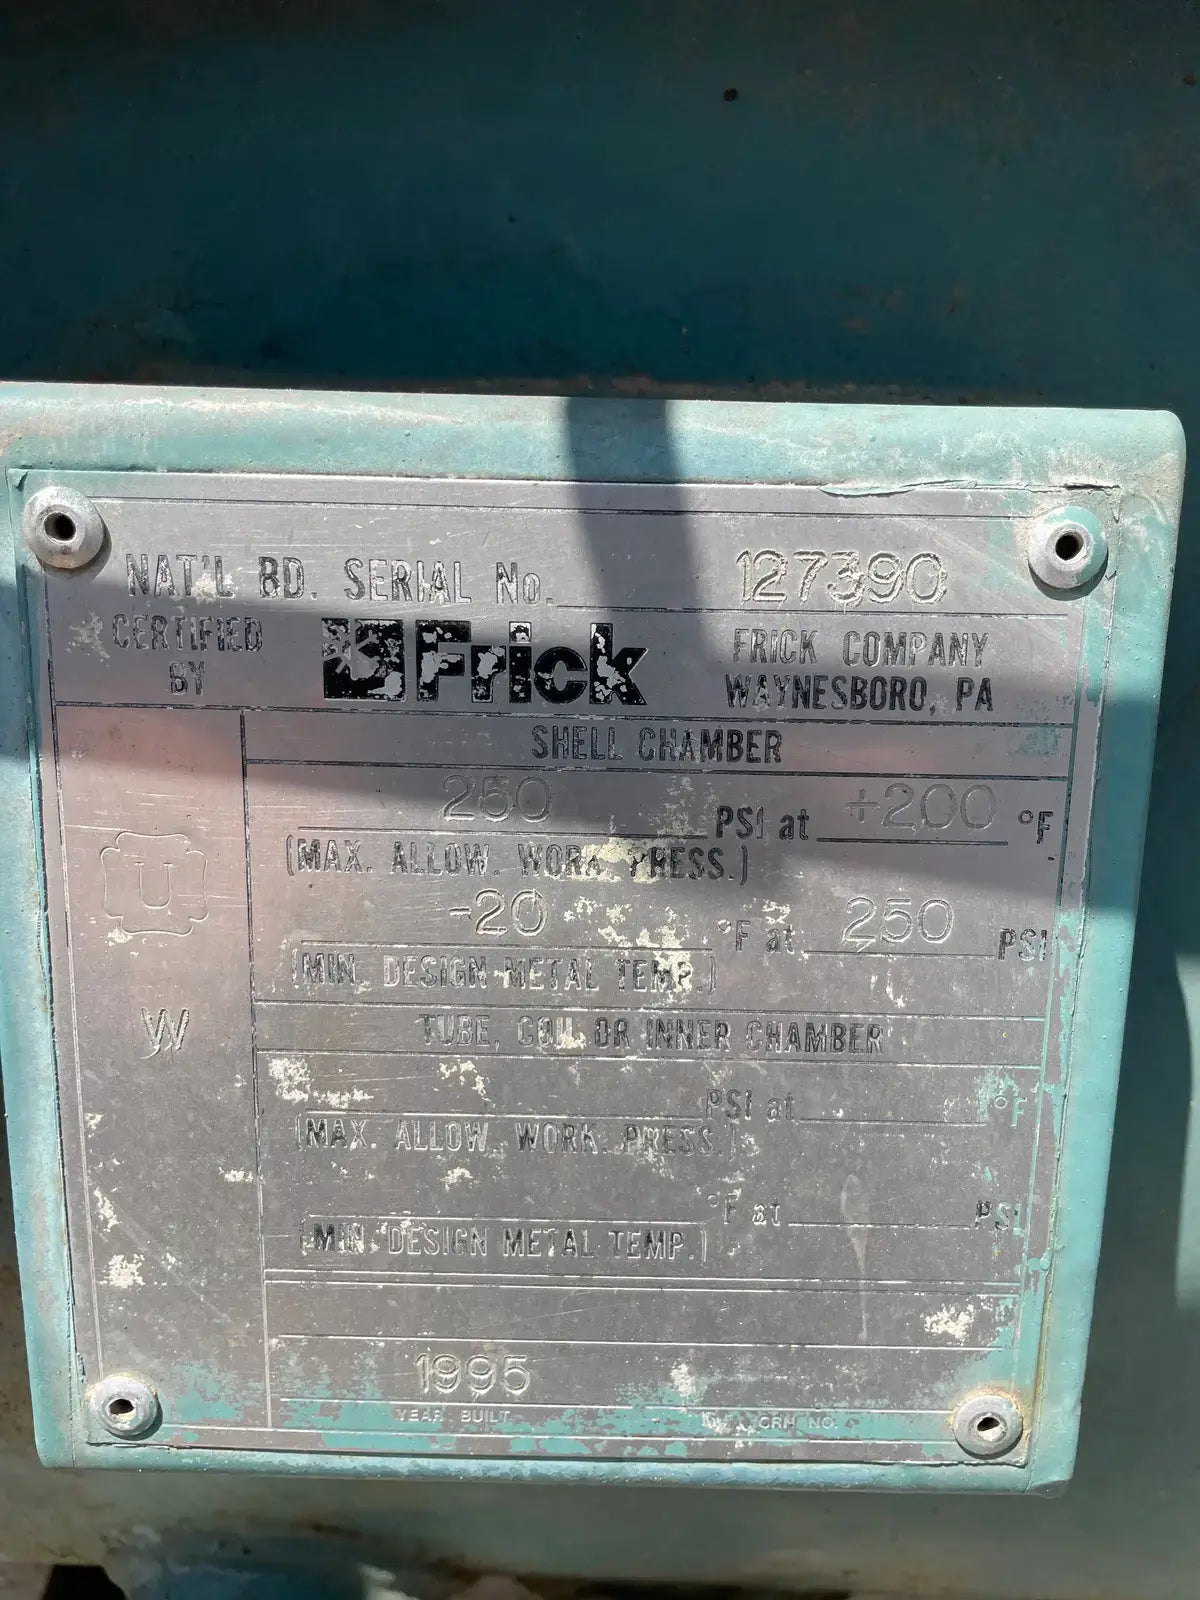 NAT'L BD. SERIAL No. 127390
CERTIFIED BY
Frick
FRICK COMPANY
WAYNESBORO, PA
SHELL CHAMBER
250 PSI at +200 °F
(MAX. ALLOW. WORK. PRESS.)
-20 °F at 250 PSI
(MIN. DESIGN METAL TEMP.)
U
W
TUBE, COIL OR INNER CHAMBER
PSI at °F
(MAX. ALLOW. WORK. PRESS.)
°F at PSI
(MIN. DESIGN METAL TEMP.)
1995
YEAR BUILT
CRN NO.